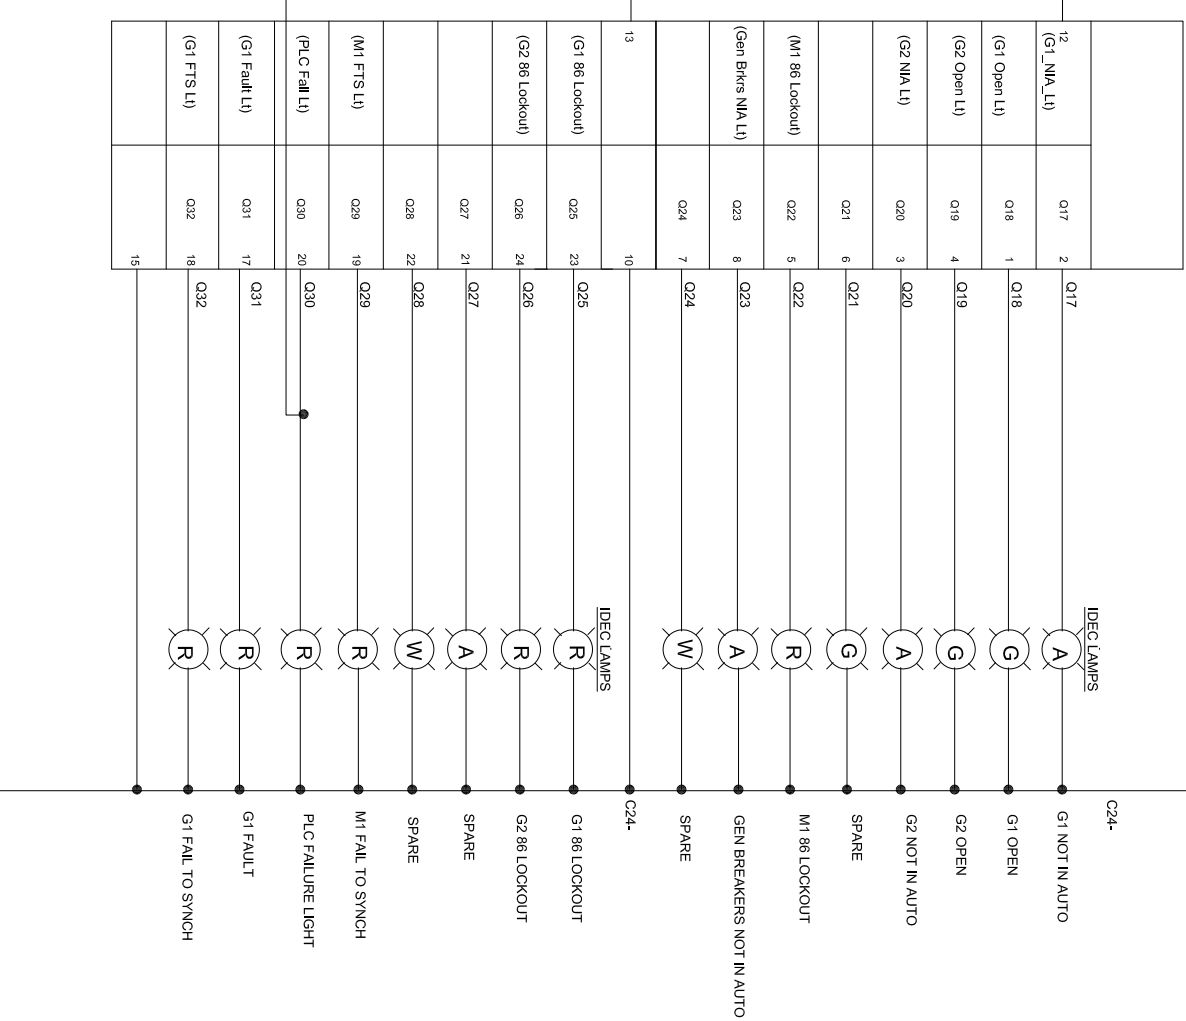 12
(G1_NIA_Lt)
Q17
2
Q17
A
G1 NOT IN AUTO
(G1 Open Lt)
Q18
1
Q18
G
G1 OPEN
(G2 Open Lt)
Q19
4
Q19
G
G2 OPEN
(G2 NIA Lt)
Q20
3
Q20
A
G2 NOT IN AUTO
Q21
6
Q21
G
SPARE
(M1 86 Lockout)
Q22
5
Q22
R
M1 86 LOCKOUT
(Gen Brkrs NIA Lt)
Q23
8
Q23
A
GEN BREAKERS NOT IN AUTO
Q24
7
Q24
W
SPARE
IDEC LAMPS
C24-
13
10
C24-
IDEC LAMPS
(G1 86 Lockout)
Q25
23
Q25
R
G1 86 LOCKOUT
(G2 86 Lockout)
Q26
24
Q26
R
G2 86 LOCKOUT
Q27
21
Q27
A
SPARE
Q28
22
Q28
W
SPARE
(M1 FTS Lt)
Q29
19
Q29
R
M1 FAIL TO SYNCH
(PLC Fail Lt)
Q30
20
Q30
R
PLC FAILURE LIGHT
(G1 Fault Lt)
Q31
17
Q31
R
G1 FAULT
(G1 FTS Lt)
Q32
18
Q32
R
G1 FAIL TO SYNCH
15